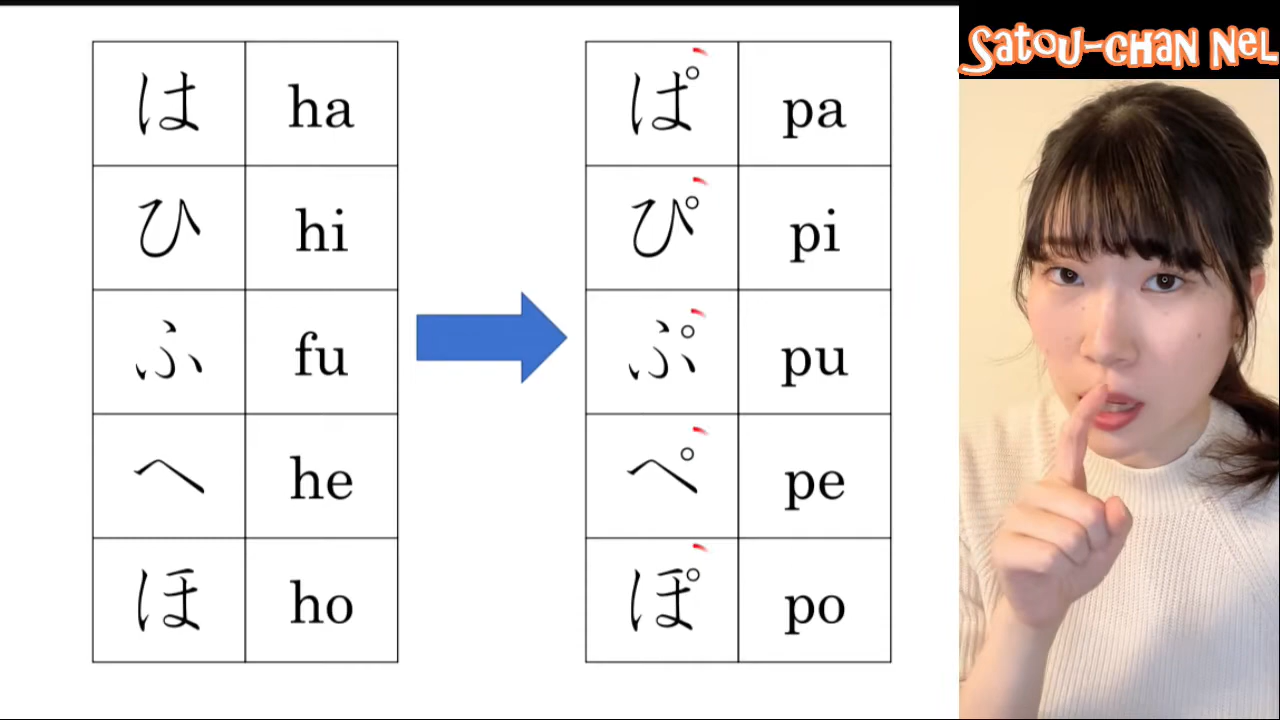 Satou-chan Nel
は ha ぱ pa
ひ hi ぴ pi
ふ fu ぷ pu
へ he ぺ pe
ほ ho ぽ po